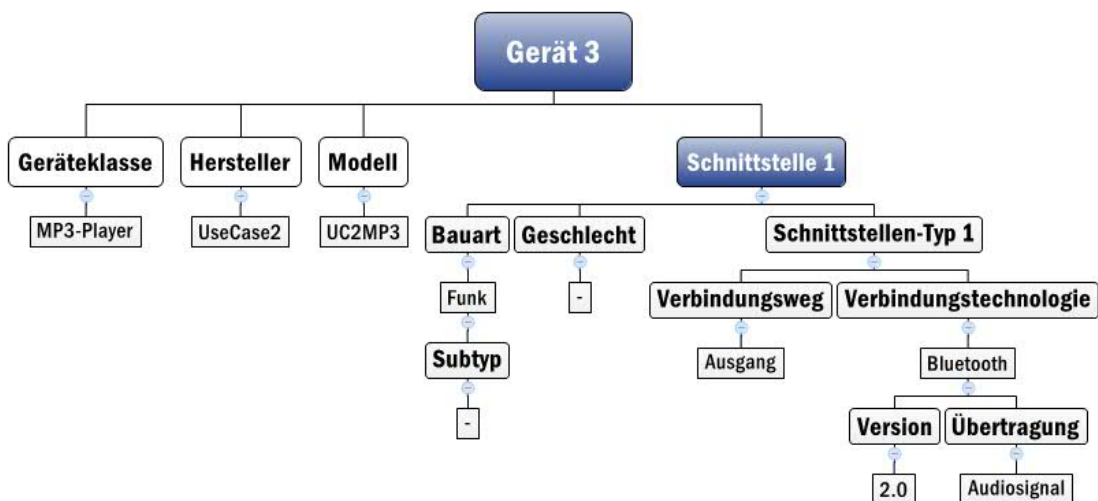 Gerät 3
Geräteklasse
Hersteller
Modell
Schnittstelle 1
MP3-Player
UseCase2
UC2MP3
Bauart
Geschlecht
Schnittstellen-Typ 1
Funk
-
Verbindungsweg
Verbindungstechnologie
Subtyp
Ausgang
Bluetooth
-
Version
Übertragung
2.0
Audiosignal